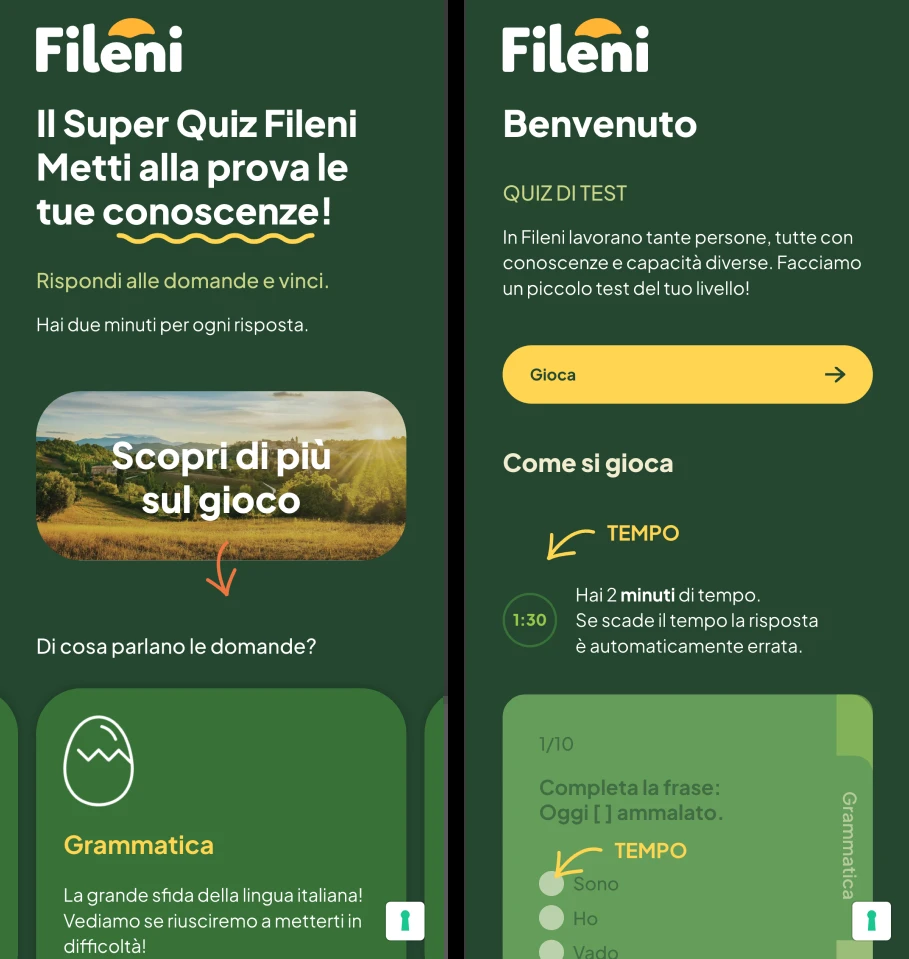 Fileni
Il Super Quiz Fileni
Metti alla prova le
tue conoscenze!
Rispondi alle domande e vinci.
Hai due minuti per ogni risposta.
Scopri di più
sul gioco
Di cosa parlano le domande?
Grammatica
La grande sfida della lingua italiana!
Vediamo se riusciremo a metterti in
difficoltà!
Fileni
Benvenuto
QUIZ DI TEST
In Fileni lavorano tante persone, tutte con
conoscenze e capacità diverse. Facciamo
un piccolo test del tuo livello!
Gioca
Come si gioca
TEMPO
1:30
Hai 2 minuti di tempo.
Se scade il tempo la risposta
è automaticamente errata.
1/10
Completa la frase:
Oggi [ ] ammalato.
TEMPO
Sono
Ho
Vado
Grammatica